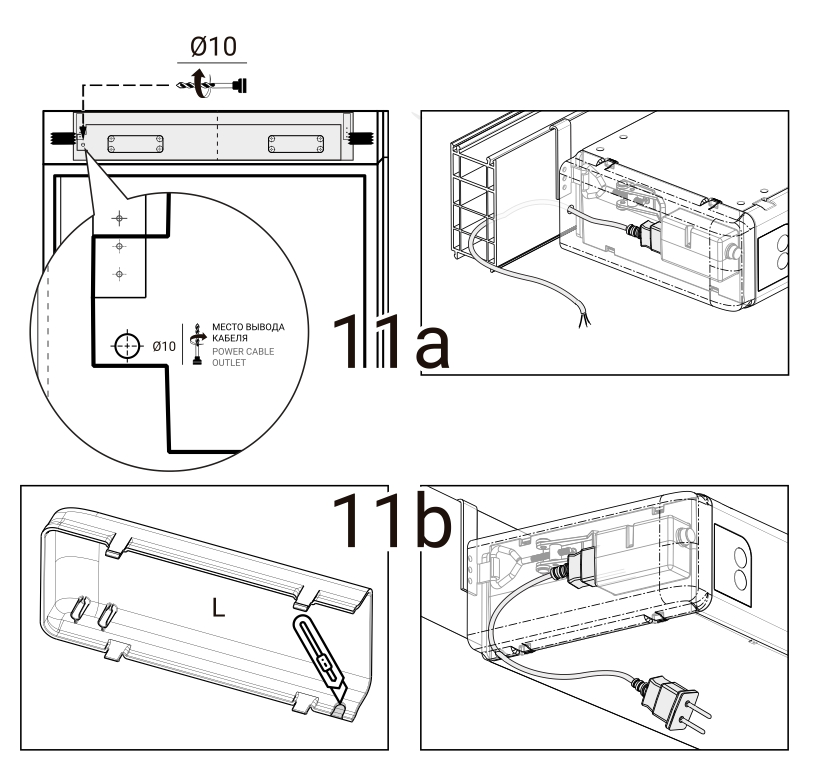 Ø10
Ø10
МЕСТО ВЫВОДА
КАБЕЛЯ
POWER CABLE
OUTLET
11a
11b
L